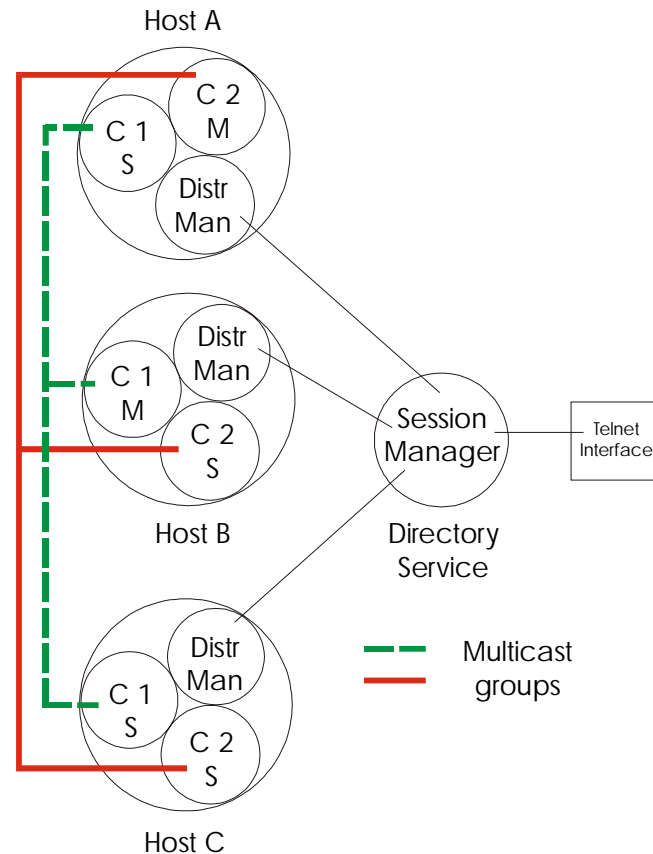 Host A
C 2
M
C 1
S
Distr
Man
Distr
Man
C 1
M
C 2
S
Host B
Session
Manager
Directory
Service
Telnet
Interface
Distr
Man
C 1
S
C 2
S
Host C
Multicast
groups